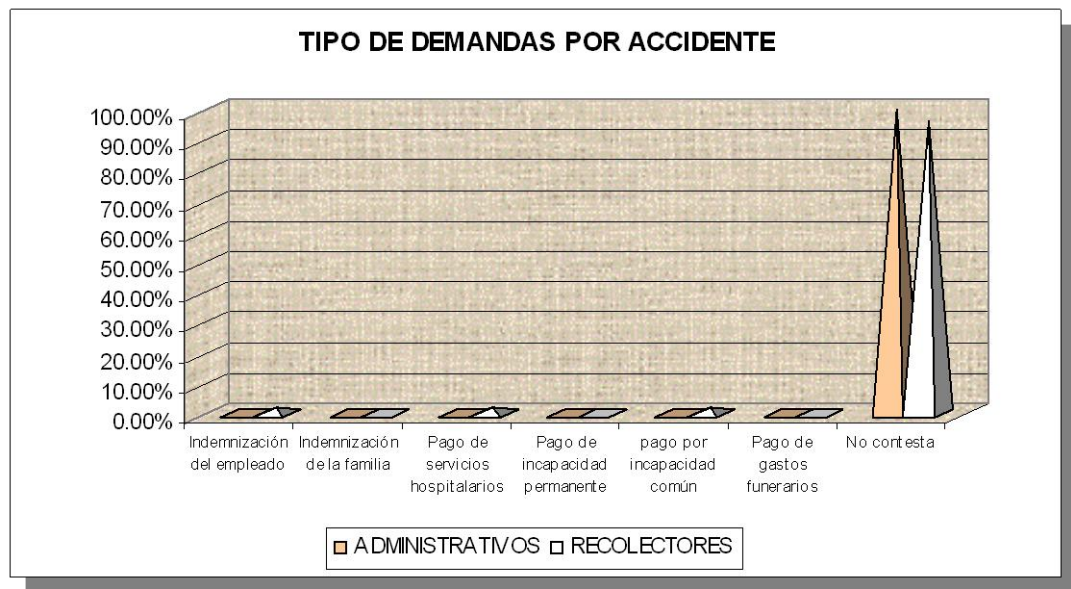 TIPO DE DEMANDAS POR ACCIDENTE
100.00%
90.00%
80.00%
70.00%
60.00%
50.00%
40.00%
30.00%
20.00%
10.00%
0.00%
Indemnización
del empleado
Indemnización
de la familia
Pago de
servicios
hospitalarios
Pago de
incapacidad
permanente
pago por
incapacidad
común
Pago de
gastos
funerarios
No contesta
ADMINISTRATIVOS
RECOLECTORES